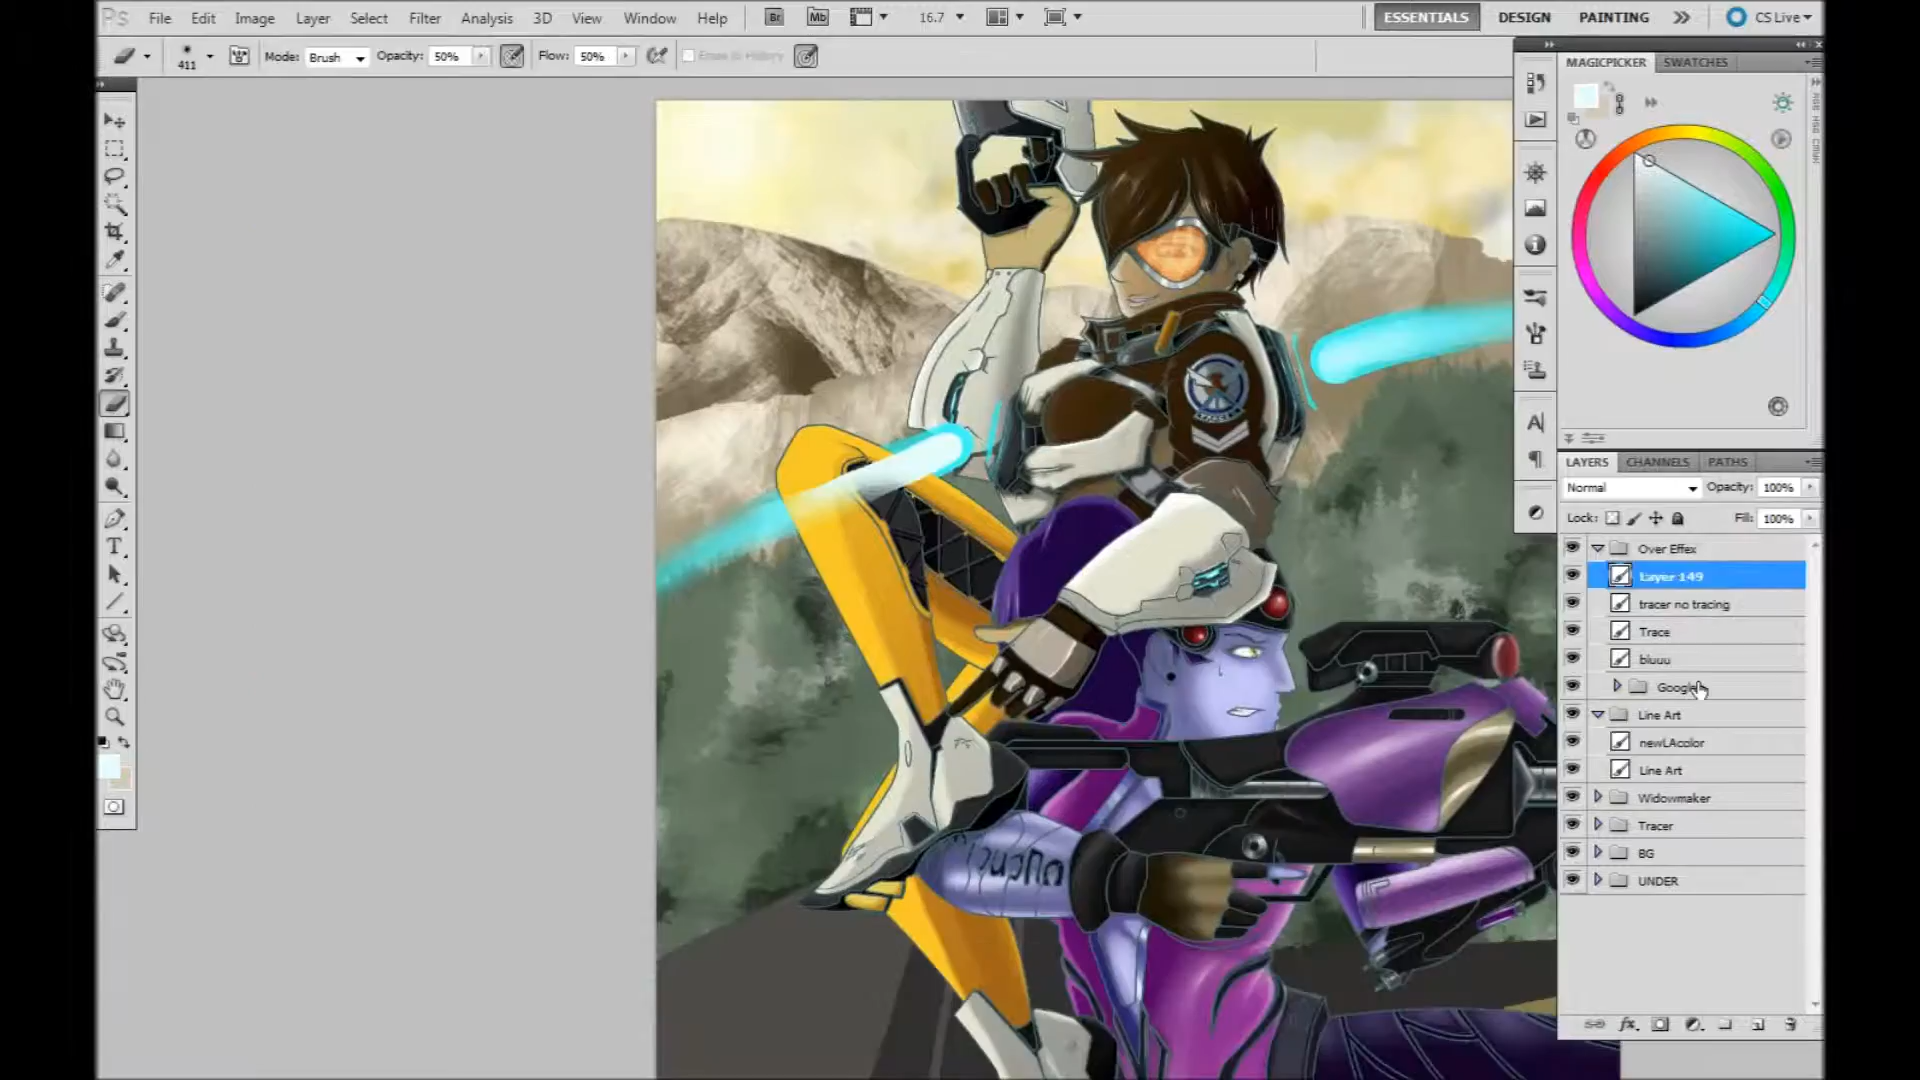 Ps File Edit Image Layer Select Filter Analysis 3D View Window Help Br Mb 16.7 ESSENTIALS DESIGN PAINTING CS Live
411 Mode: Brush Opacity: 50% Flow: 50% Erase to History
MAGICPICKER SWATCHES
LAYERS CHANNELS PATHS
Normal Opacity: 100%
Lock: Fill: 100%
Over Effex
Layer 149
tracer no tracing
Trace
bluuu
Line Art
newLAcolor
Line Art
Widowmaker
Tracer
BG
UNDER